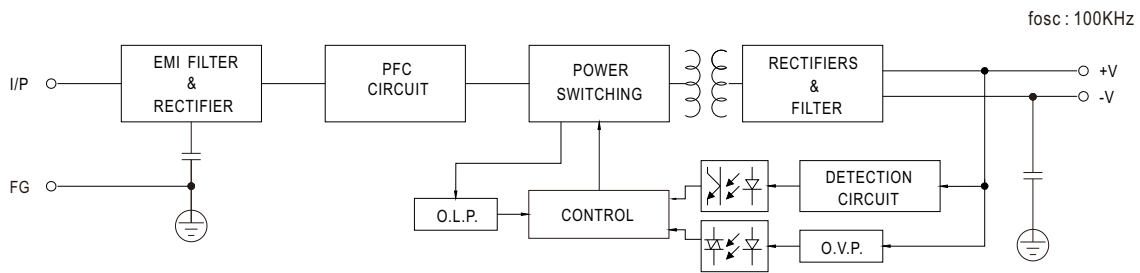 fosc : 100KHz
I/P
EMI FILTER
&
RECTIFIER
PFC
CIRCUIT
POWER
SWITCHING
RECTIFIERS
&
FILTER
+V
-V
FG
O.L.P.
CONTROL
DETECTION
CIRCUIT
O.V.P.